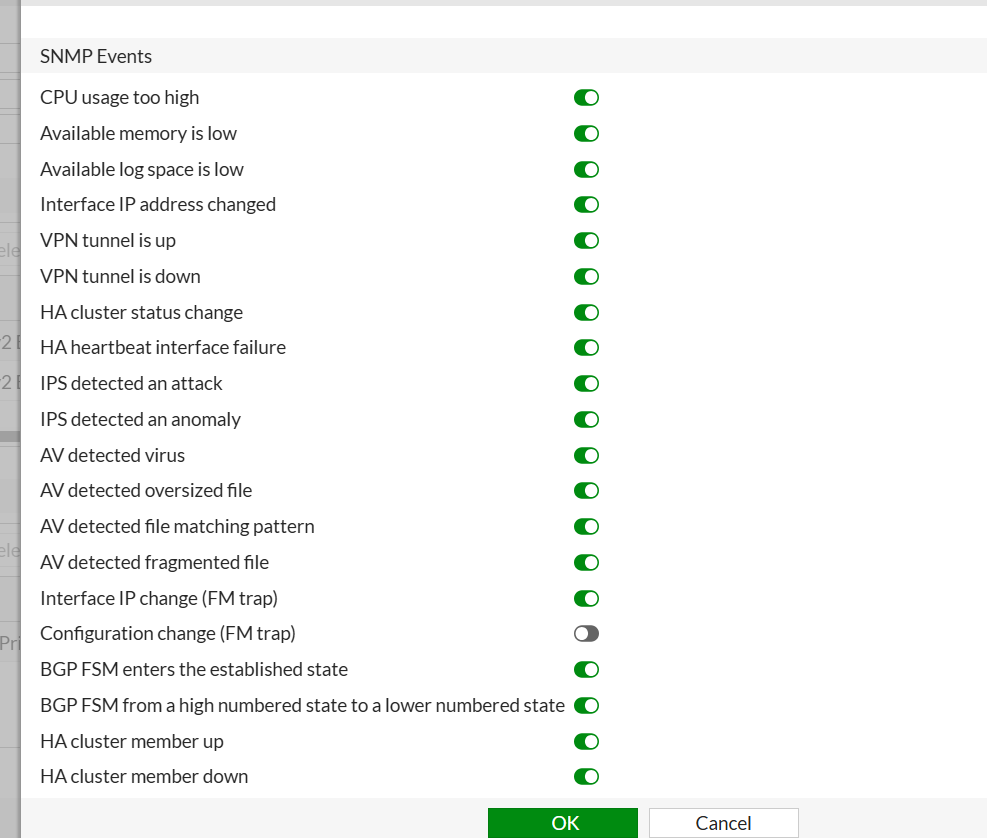 SNMP Events
CPU usage too high
Available memory is low
Available log space is low
Interface IP address changed
VPN tunnel is up
VPN tunnel is down
HA cluster status change
HA heartbeat interface failure
IPS detected an attack
IPS detected an anomaly
AV detected virus
AV detected oversized file
AV detected file matching pattern
AV detected fragmented file
Interface IP change (FM trap)
Configuration change (FM trap)
BGP FSM enters the established state
BGP FSM from a high numbered state to a lower numbered state
HA cluster member up
HA cluster member down
OK Cancel